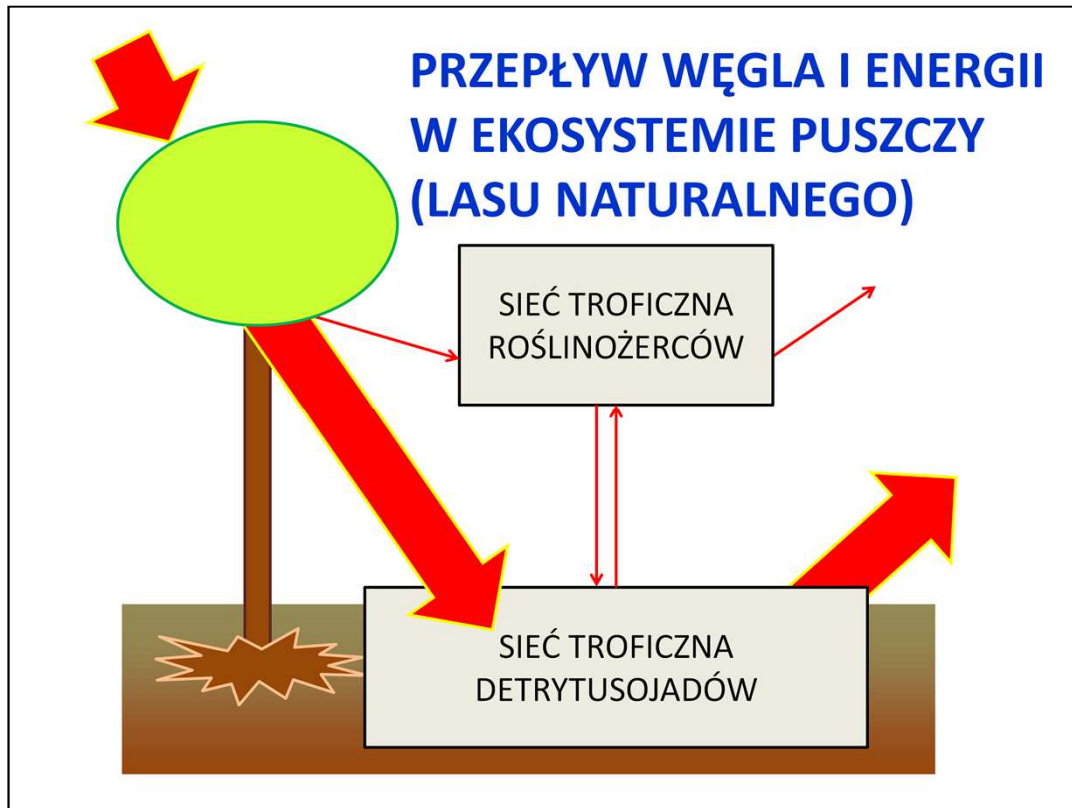 PRZEPŁYW WĘGLA I ENERGII
W EKOSYSTEMIE PUSZCZY
(LASU NATURALNEGO)
SIEĆ TROFICZNA
ROŚLINOŻERCÓW
SIEĆ TROFICZNA
DETRYTUSOJADÓW